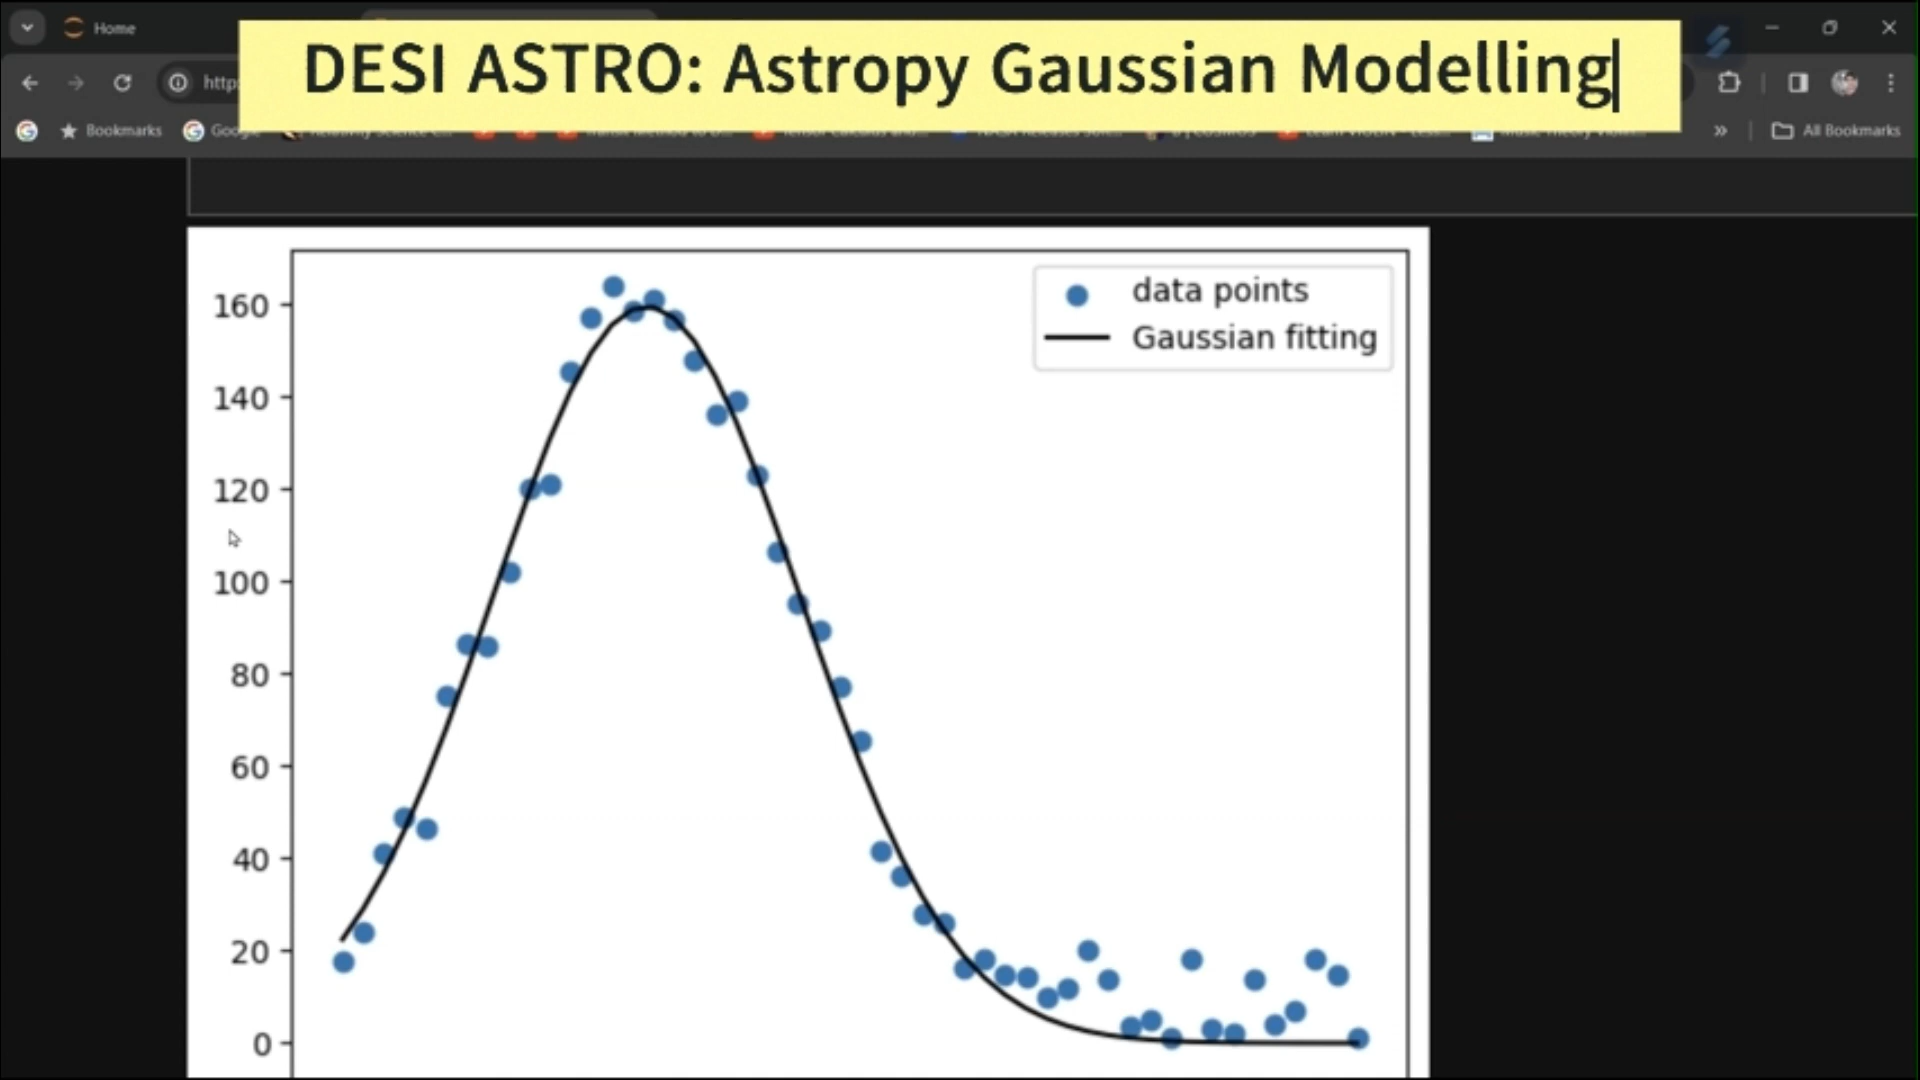 Home
DESI ASTRO: Astropy Gaussian Modelling
http:
Bookmarks
All Bookmarks
data points
Gaussian fitting
160
140
120
100
80
60
40
20
0